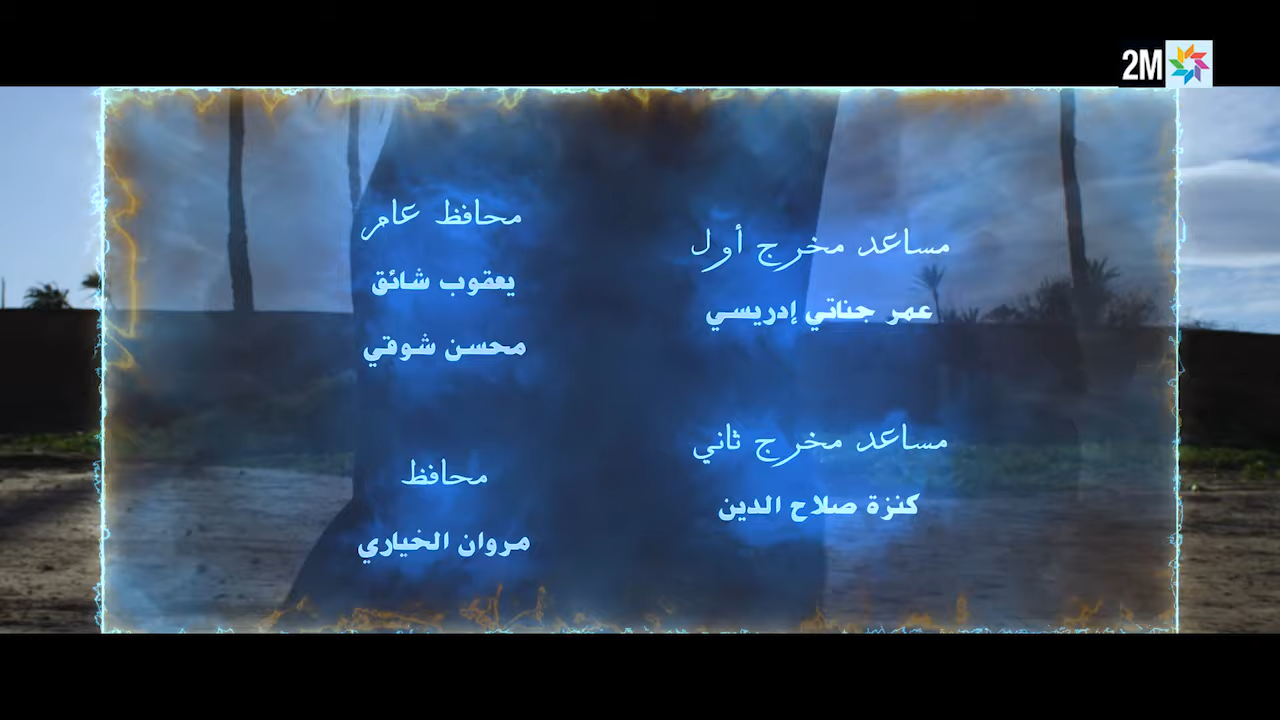 2M
مساعد مخرج أول
عمر جناتي إدريسي
مساعد مخرج ثاني
كنزة صلاح الدين
محافظ عام
يعقوب شائق
محسن شوقي
محافظ
مروان الخياري